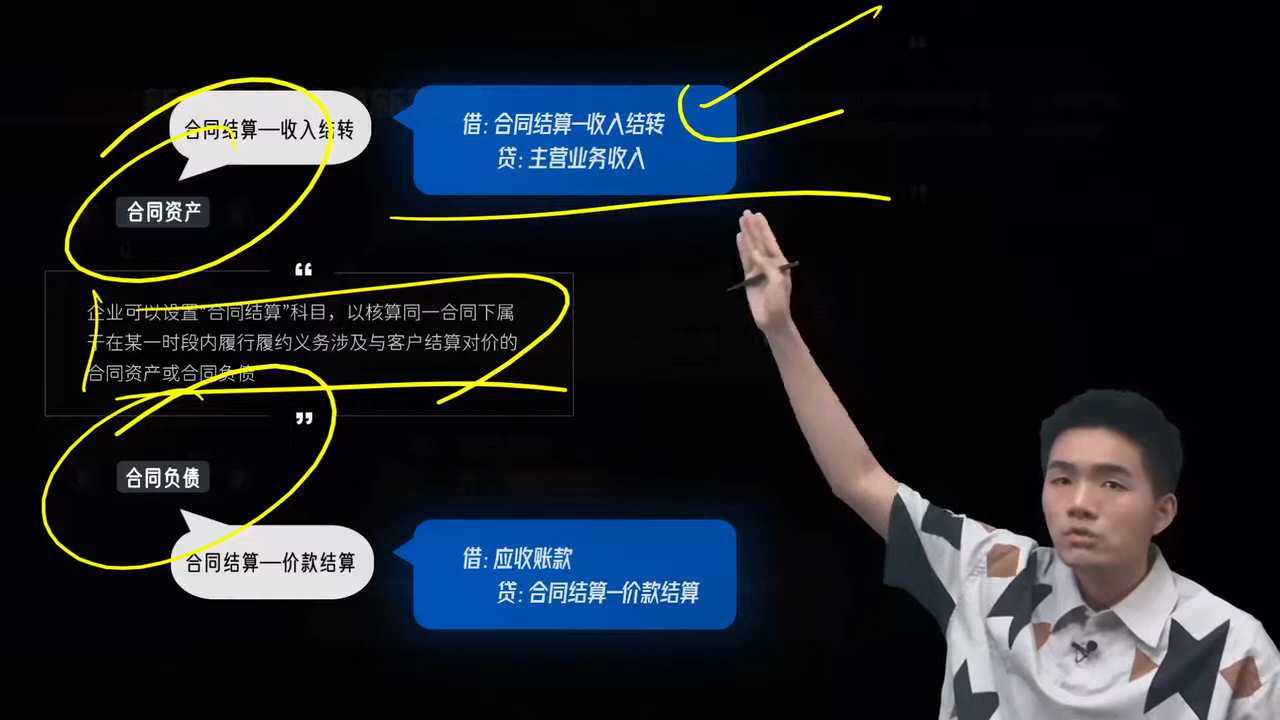 合同结算—收入结转
借：合同结算—收入结转
贷：主营业务收入
合同资产
“
企业可以设置“合同结算”科目，以核算同一合同下属
于在某一时段内履行履约义务涉及与客户结算对价的
合同资产或合同负债
”
合同负债
合同结算—价款结算
借：应收账款
贷：合同结算—价款结算